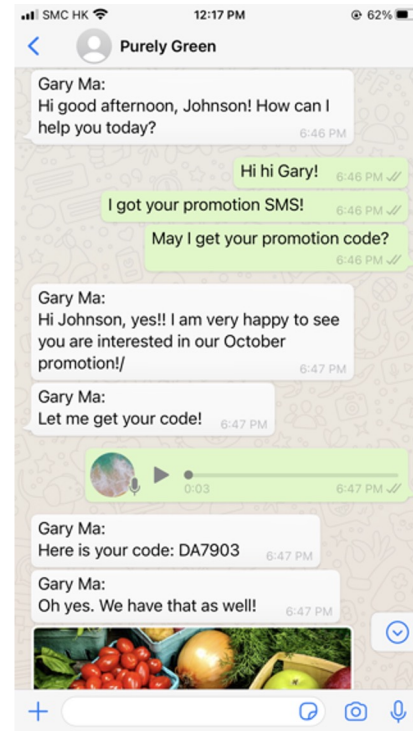 SMC HK 12:17 PM 62%
Purely Green
Gary Ma:
Hi good afternoon, Johnson! How can I
help you today?
6:46 PM
Hi hi Gary! 6:46 PM
I got your promotion SMS! 6:46 PM
May I get your promotion code?
6:46 PM
Gary Ma:
Hi Johnson, yes!! I am very happy to see
you are interested in our October
promotion!/
6:47 PM
Gary Ma:
Let me get your code! 6:47 PM
0:03 6:47 PM
Gary Ma:
Here is your code: DA7903 6:47 PM
Gary Ma:
Oh yes. We have that as well! 6:47 PM